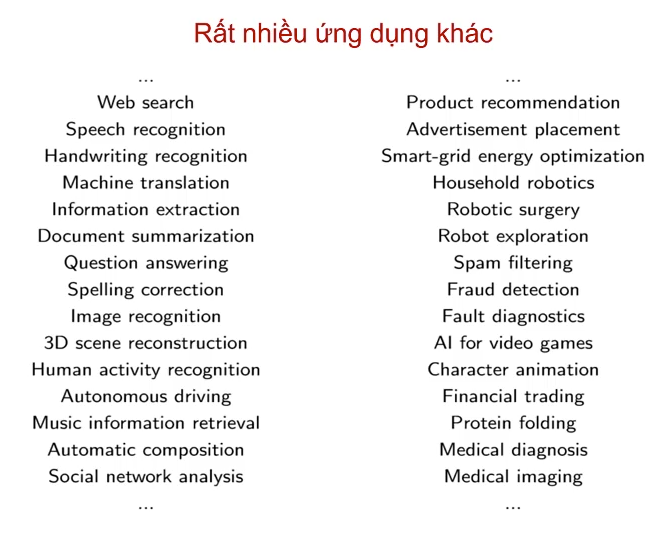 Rất nhiều ứng dụng khác
...
Web search
Speech recognition
Handwriting recognition
Machine translation
Information extraction
Document summarization
Question answering
Spelling correction
Image recognition
3D scene reconstruction
Human activity recognition
Autonomous driving
Music information retrieval
Automatic composition
Social network analysis
...
...
Product recommendation
Advertisement placement
Smart-grid energy optimization
Household robotics
Robotic surgery
Robot exploration
Spam filtering
Fraud detection
Fault diagnostics
AI for video games
Character animation
Financial trading
Protein folding
Medical diagnosis
Medical imaging
...